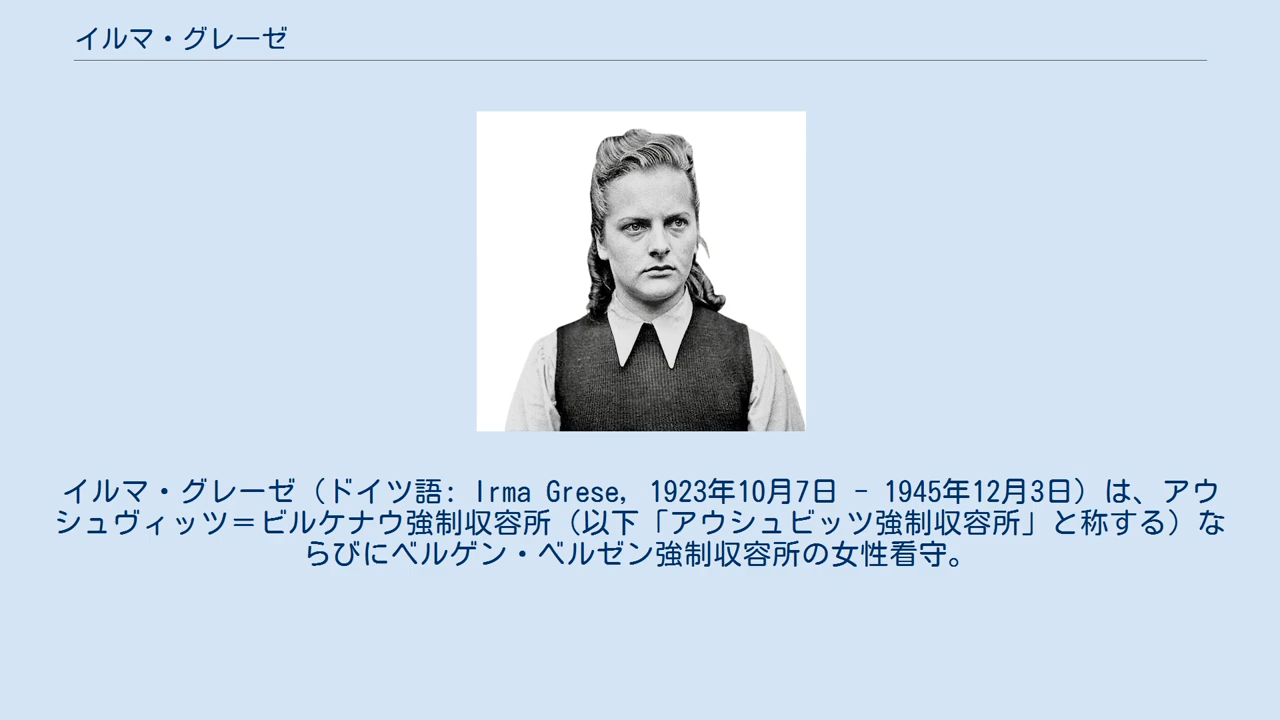 イルマ・グレーゼ
イルマ・グレーゼ（ドイツ語: Irma Grese, 1923年10月7日 - 1945年12月3日）は、アウ
シュヴィッツ＝ビルケナウ強制収容所（以下「アウシュビッツ強制収容所」と称する）な
らびにベルゲン・ベルゼン強制収容所の女性看守。